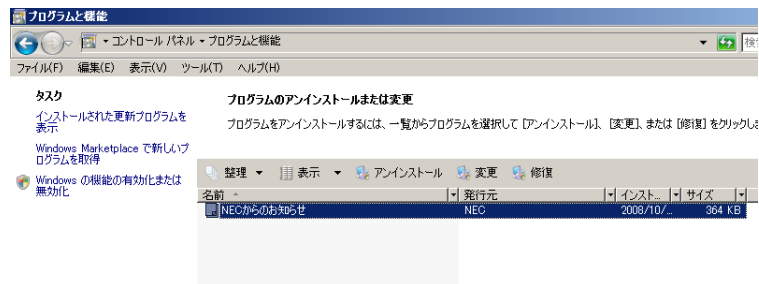 プログラムと機能
コントロール パネル プログラムと機能
ファイル(F) 編集(E) 表示(V) ツール(T) ヘルプ(H)
タスク
インストールされた更新プログラムを
表示
Windows Marketplace で新しいプ
ログラムを取得
Windows の機能の有効化または
無効化
プログラムのアンインストールまたは変更
プログラムをアンインストールするには、一覧からプログラムを選択して [アンインストール]、[変更]、または [修復] をクリックしま
整理 表示 アンインストール 変更 修復
名前 発行元 インスト... サイズ
NECからのお知らせ NEC 2008/10/... 364 KB